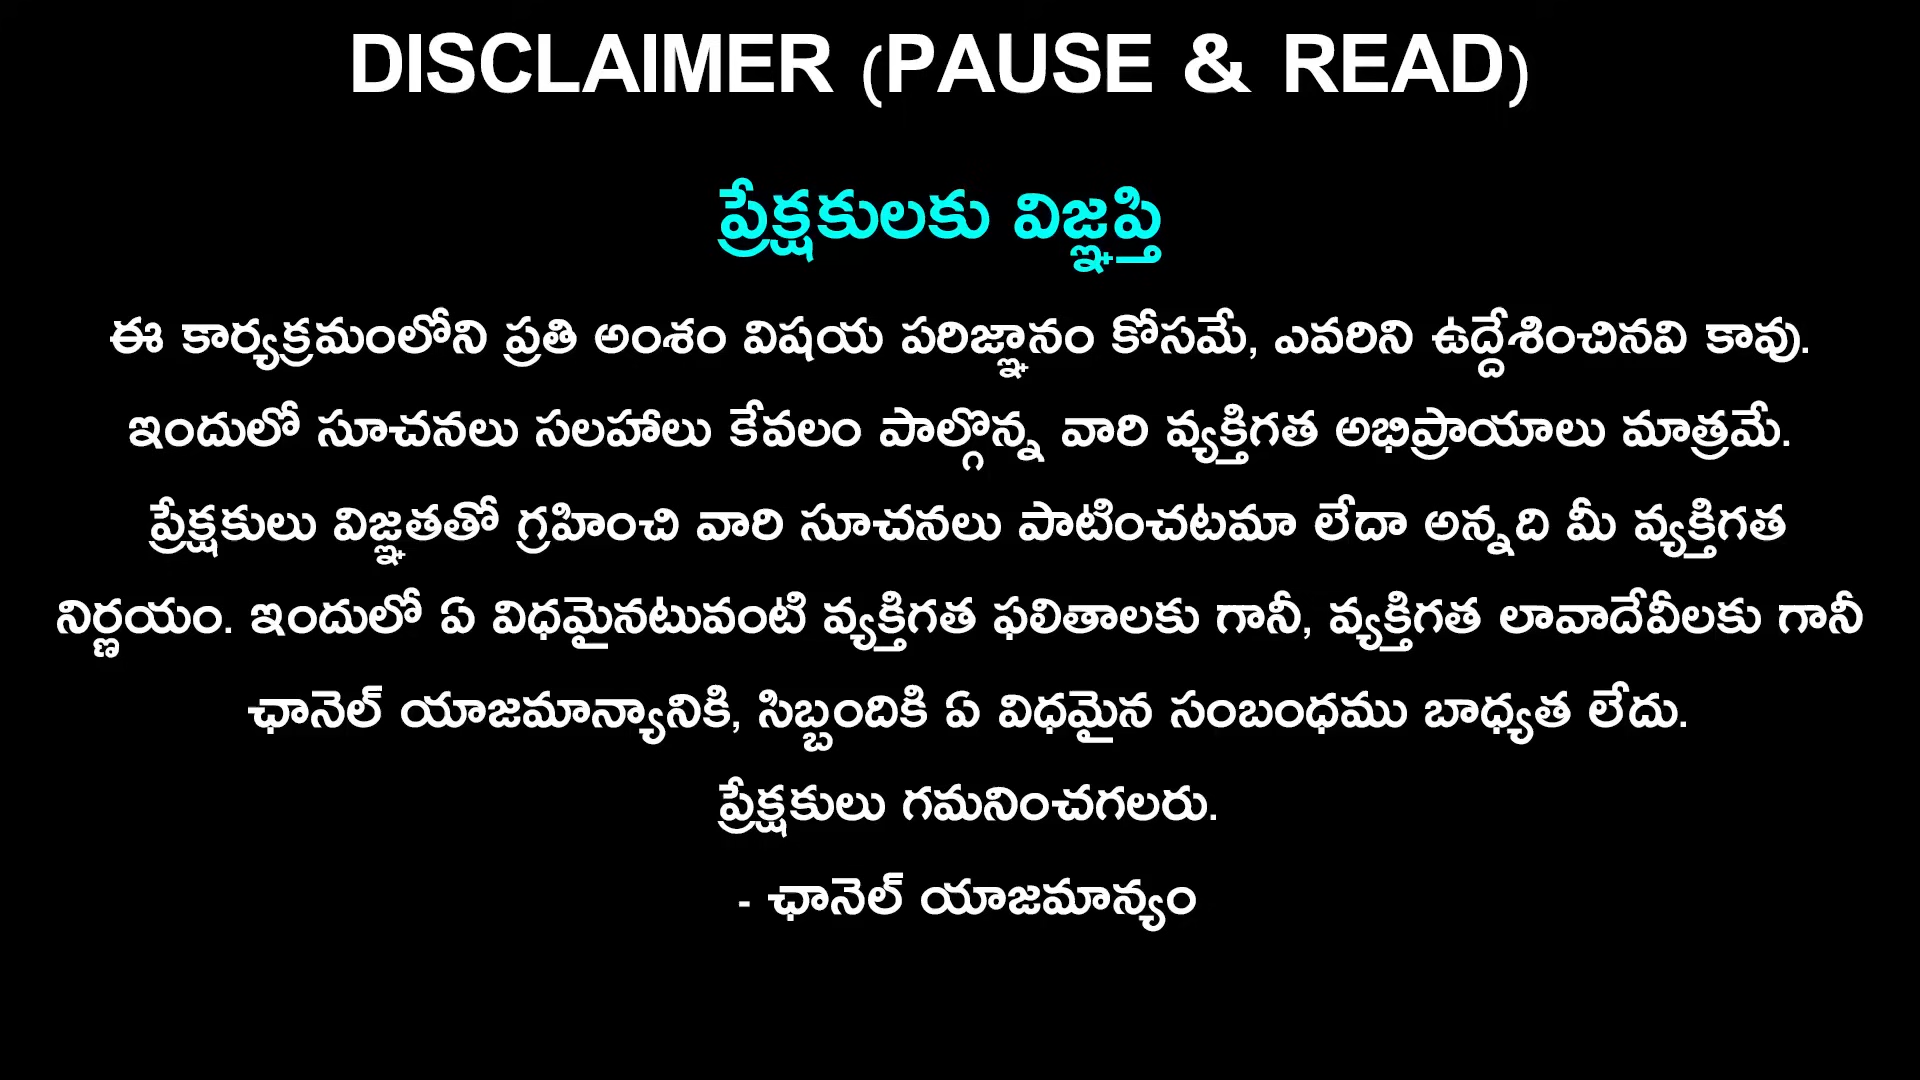 DISCLAIMER (PAUSE & READ)
ప్రేక్షకులకు విజ్ఞప్తి
ఈ కార్యక్రమంలోని ప్రతి అంశం విషయ పరిజ్ఞానం కోసమే, ఎవరిని ఉద్దేశించినవి కావు.
ఇందులో సూచనలు సలహాలు కేవలం పాల్గొన్న వారి వ్యక్తిగత అభిప్రాయాలు మాత్రమే.
ప్రేక్షకులు విజ్ఞతతో గ్రహించి వారి సూచనలు పాటించటమా లేదా అన్నది మీ వ్యక్తిగత
నిర్ణయం. ఇందులో ఏ విధమైనటువంటి వ్యక్తిగత ఫలితాలకు గానీ, వ్యక్తిగత లావాదేవీలకు గానీ
ఛానెల్ యాజమాన్యానికి, సిబ్బందికి ఏ విధమైన సంబంధము బాధ్యత లేదు.
ప్రేక్షకులు గమనించగలరు.
- ఛానెల్ యాజమాన్యం